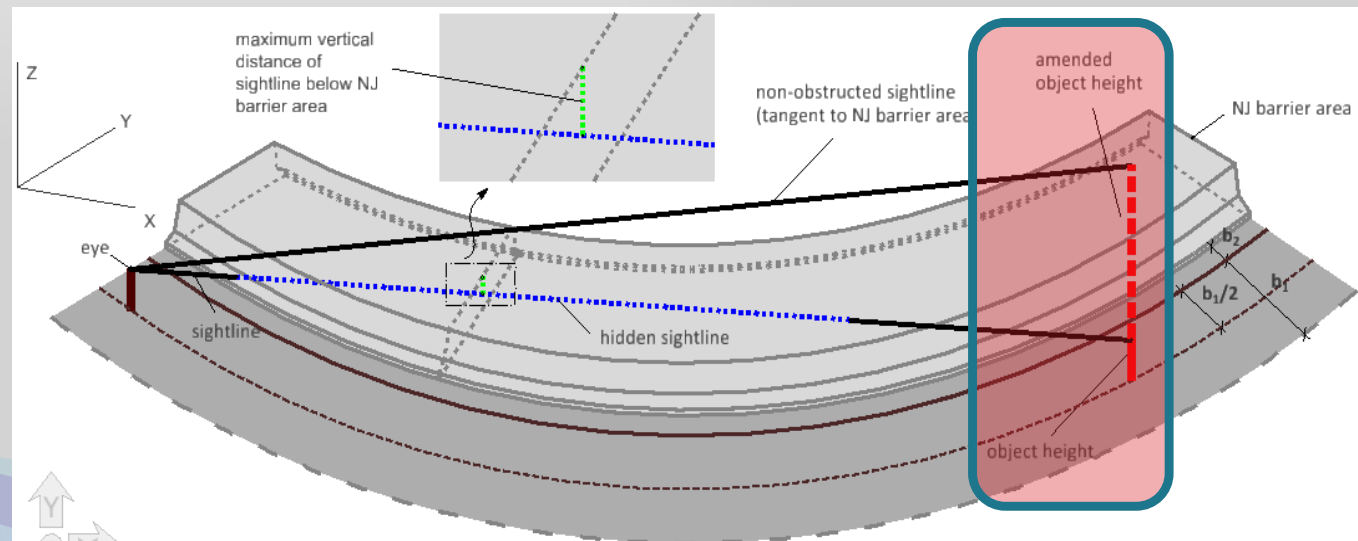 maximum vertical
distance of
sightline below NJ
barrier area
Z
Y
X
eye
sightline
hidden sightline
non-obstructed sightline
(tangent to NJ barrier area
amended
object height
NJ barrier area
b₂
b₁
b₁/2
object height
Y